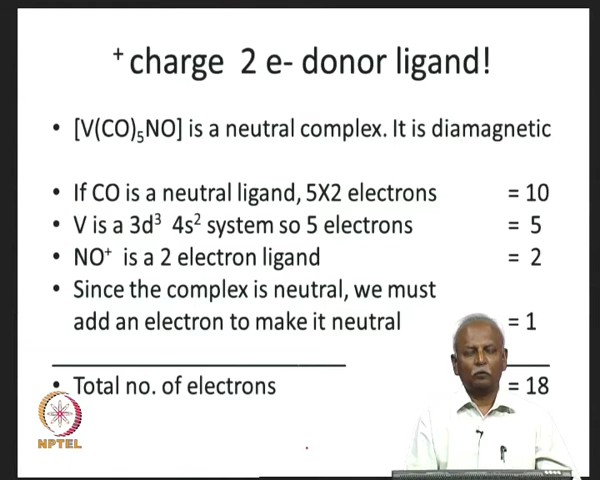 ⁺ charge 2 e- donor ligand!
• [V(CO)₅NO] is a neutral complex. It is diamagnetic
• If CO is a neutral ligand, 5X2 electrons = 10
• V is a 3d³ 4s² system so 5 electrons = 5
• NO⁺ is a 2 electron ligand = 2
• Since the complex is neutral, we must
add an electron to make it neutral = 1
• Total no. of electrons = 18
NPTEL